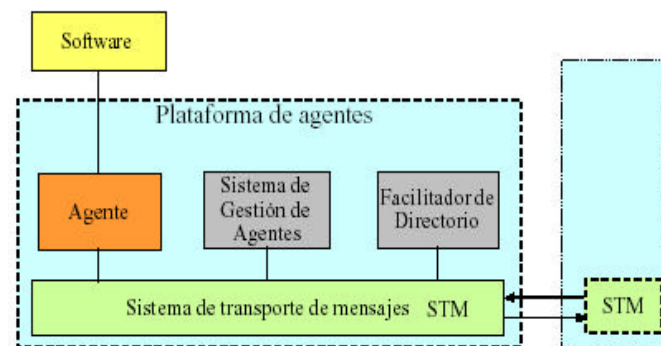 Software
Plataforma de agentes
Agente
Sistema de
Gestión de
Agentes
Facilitador de
Directorio
Sistema de transporte de mensajes STM
STM